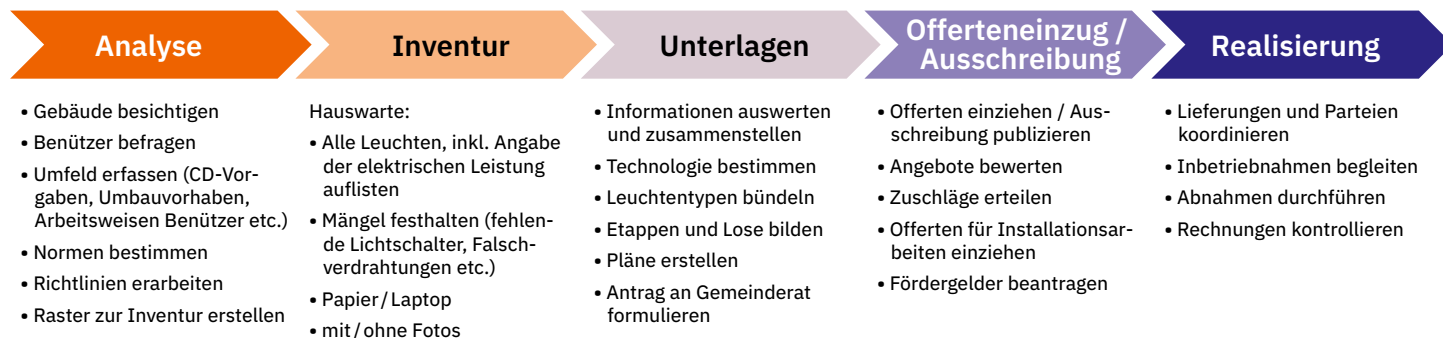 Analyse
• Gebäude besichtigen
• Benützer befragen
• Umfeld erfassen (CD-Vor-
gaben, Umbauvorhaben,
Arbeitsweisen Benützer etc.)
• Normen bestimmen
• Richtlinien erarbeiten
• Raster zur Inventur erstellen
Inventur
Hauswarte:
• Alle Leuchten, inkl. Angabe
der elektrischen Leistung
auflisten
• Mängel festhalten (fehlen-
de Lichtschalter, Falsch-
verdrahtungen etc.)
• Papier / Laptop
• mit / ohne Fotos
Unterlagen
• Informationen auswerten
und zusammenstellen
• Technologie bestimmen
• Leuchtentypen bündeln
• Etappen und Lose bilden
• Pläne erstellen
• Antrag an Gemeinderat
formulieren
Offerteneinzug /
Ausschreibung
• Offerten einziehen / Aus-
schreibung publizieren
• Angebote bewerten
• Zuschläge erteilen
• Offerten für Installationsar-
beiten einziehen
• Fördergelder beantragen
Realisierung
• Lieferungen und Parteien
koordinieren
• Inbetriebnahmen begleiten
• Abnahmen durchführen
• Rechnungen kontrollieren